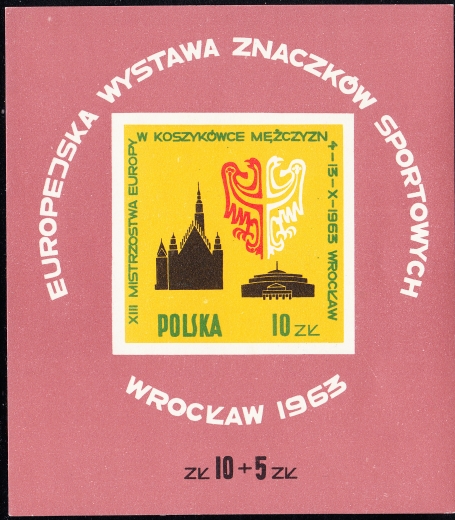 EUROPEJSKA WYSTAWA ZNACZKÓW SPORTOWYCH
XIII MISTRZOSTWA EUROPY
W KOSZYKÓWCE MĘŻCZYZN
4-13-X-1963 WROCŁAW
POLSKA
10 ZŁ
WROCŁAW 1963
ZŁ 10+5 ZŁ